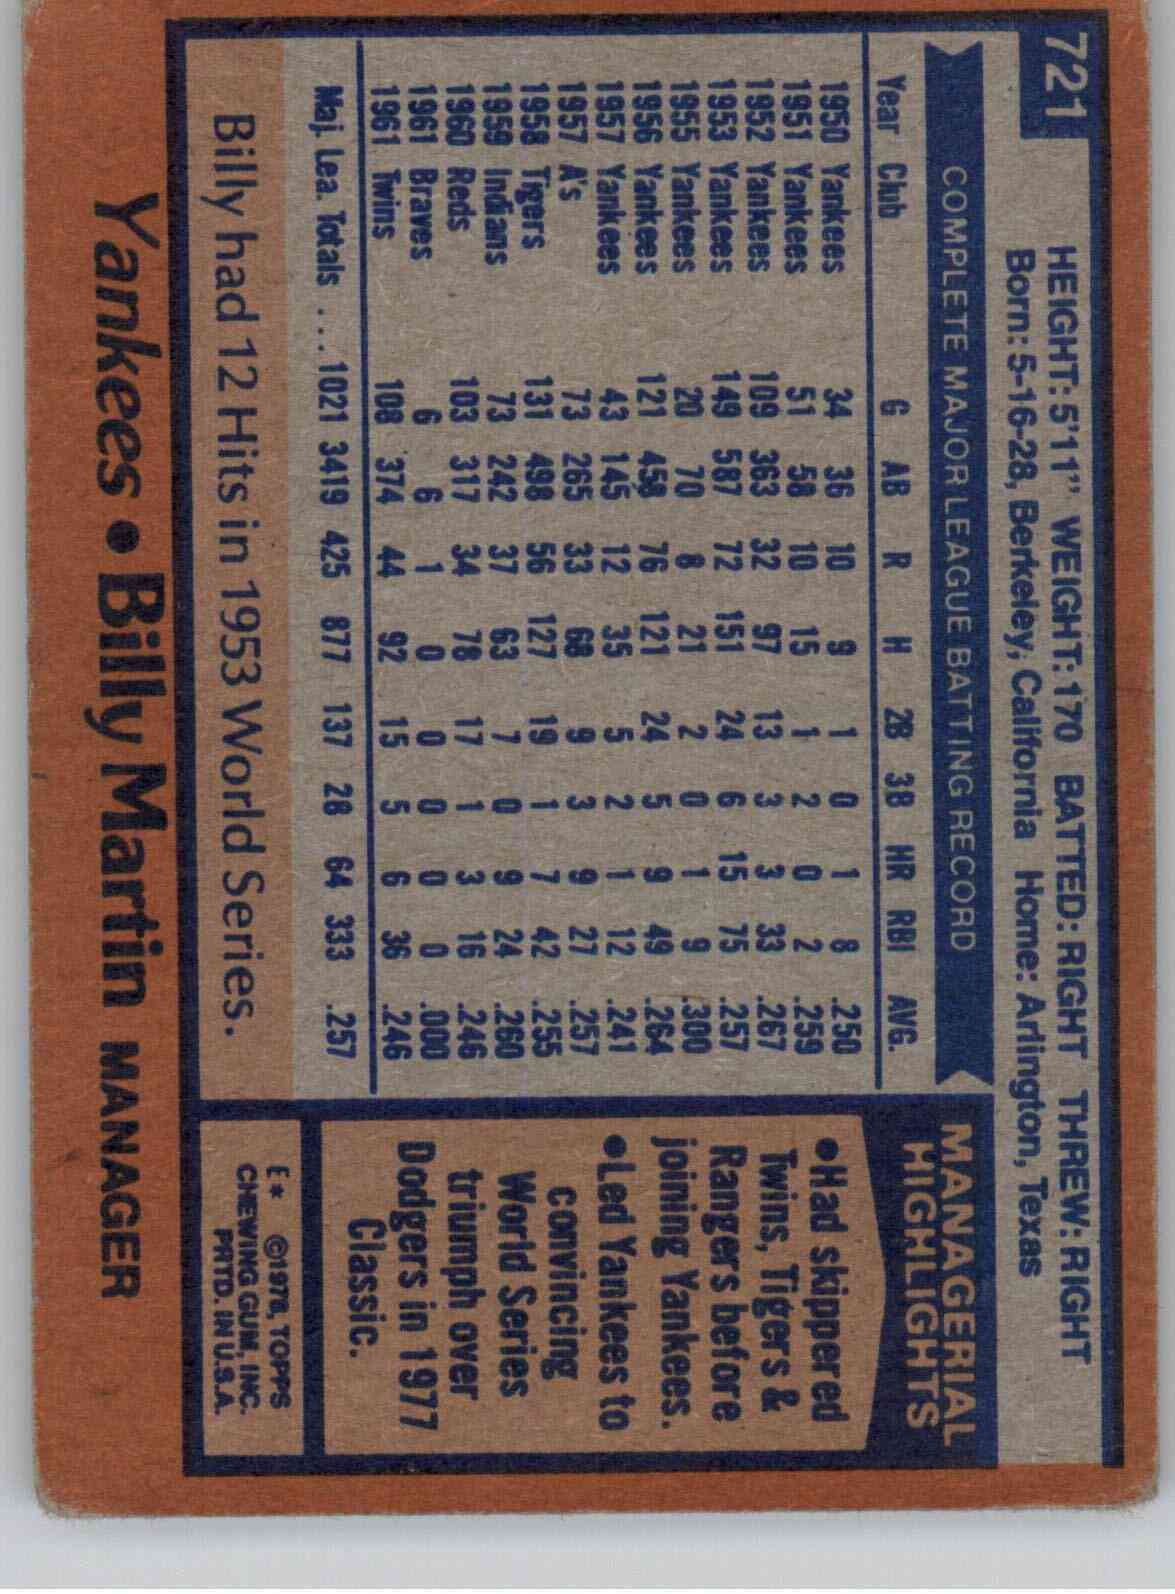 721
HEIGHT: 5'11" WEIGHT: 170 BATTED: RIGHT THREW: RIGHT
Born: 5-16-28, Berkeley, California Home: Arlington, Texas
COMPLETE MAJOR LEAGUE BATTING RECORD
Year Club G AB R H 2B 3B HR RBI AVG.
1950 Yankees 34 36 10 9 1 0 1 8 .250
1951 Yankees 51 58 10 15 1 2 0 2 .259
1952 Yankees 109 363 32 97 13 3 3 33 .267
1953 Yankees 149 587 72 151 24 6 15 75 .257
1955 Yankees 20 70 8 21 2 0 1 9 .300
1956 Yankees 121 458 76 121 24 5 9 49 .264
1957 Yankees 43 145 12 35 5 2 1 12 .241
1957 A's 73 265 33 68 9 3 9 27 .257
1958 Tigers 131 498 56 127 19 1 7 42 .255
1959 Indians 73 242 37 63 7 0 9 24 .260
1960 Reds 103 317 34 78 17 1 3 16 .246
1961 Braves 6 6 1 0 0 0 0 0 .000
1961 Twins 108 374 44 92 15 5 6 36 .246
Maj. Lea. Totals ... 1021 3419 425 877 137 28 64 333 .257
Billy had 12 Hits in 1953 World Series.
MANAGERIAL
HIGHLIGHTS
•Had skippered
Twins, Tigers &
Rangers before
joining Yankees.
•Led Yankees to
convincing
World Series
triumph over
Dodgers in 1977
Classic.
E* ©1978, TOPPS
CHEWING GUM, INC.
PRTD. IN U.S.A.
Yankees • Billy Martin MANAGER